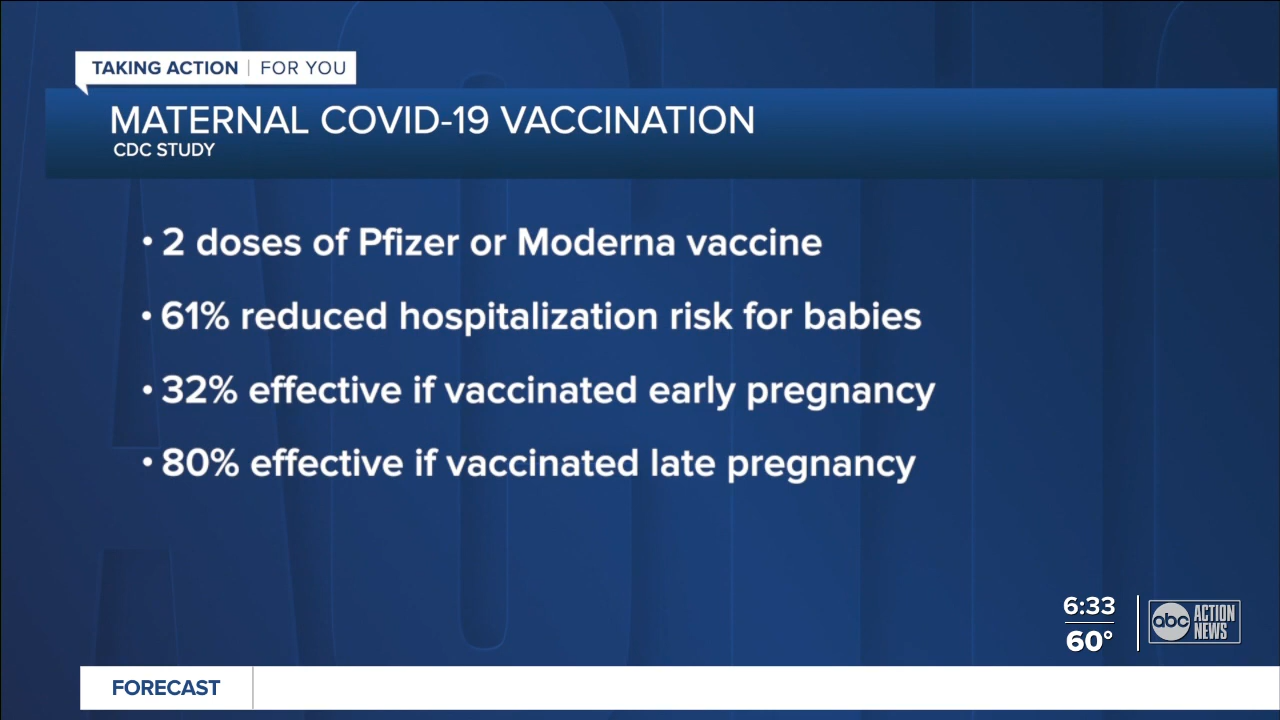 TAKING ACTION | FOR YOU
MATERNAL COVID-19 VACCINATION
CDC STUDY
• 2 doses of Pfizer or Moderna vaccine
• 61% reduced hospitalization risk for babies
• 32% effective if vaccinated early pregnancy
• 80% effective if vaccinated late pregnancy
6:33
60°
abc ACTION NEWS
FORECAST